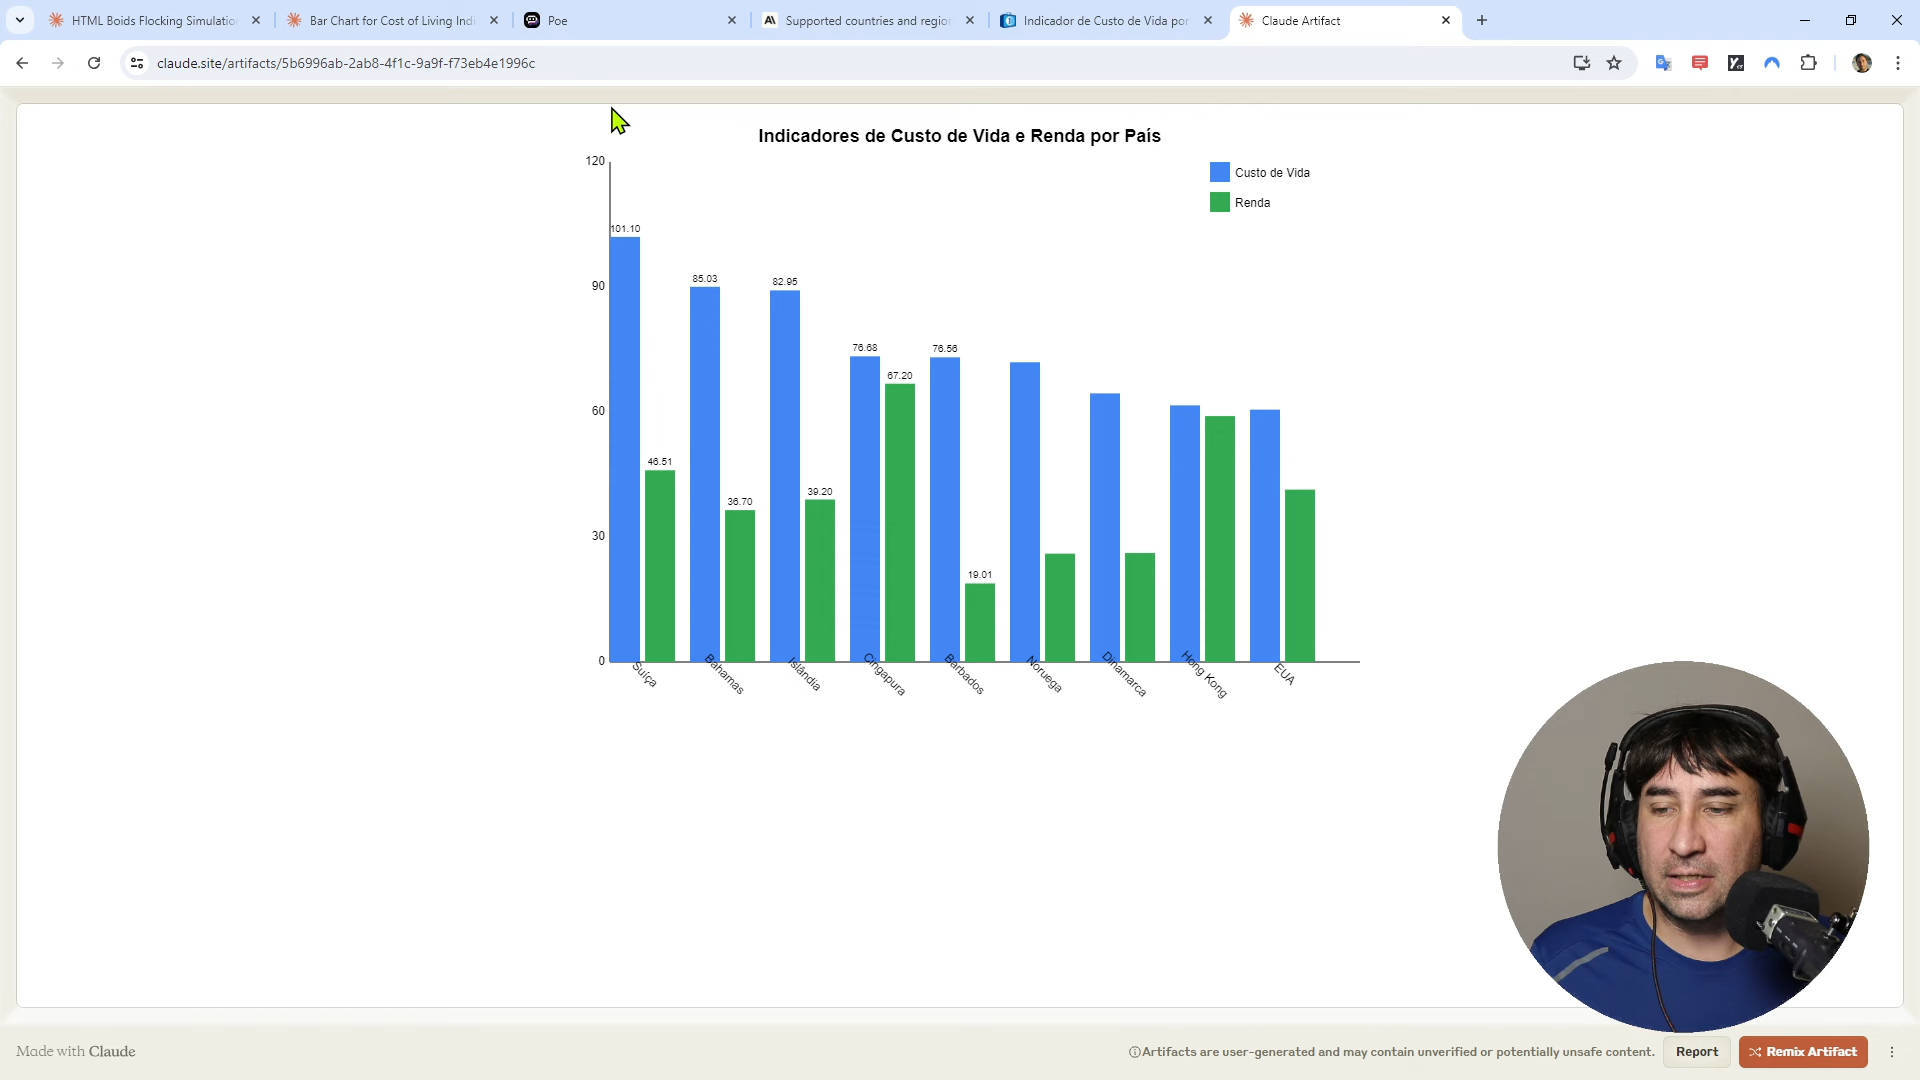 HTML Boids Flocking Simulatio
Bar Chart for Cost of Living Indi
Poe
Supported countries and region
Indicador de Custo de Vida por
Claude Artifact
claude.site/artifacts/5b6996ab-2ab8-4f1c-9a9f-f73eb4e1996c
Indicadores de Custo de Vida e Renda por País
Custo de Vida
Renda
120
90
60
30
0
101.10
46.51
85.03
36.70
82.95
39.20
76.68
67.20
76.56
19.01
Suíça
Bahamas
Islândia
Cingapura
Barbados
Noruega
Dinamarca
Hong Kong
EUA
Made with Claude
Artifacts are user-generated and may contain unverified or potentially unsafe content.
Report
Remix Artifact